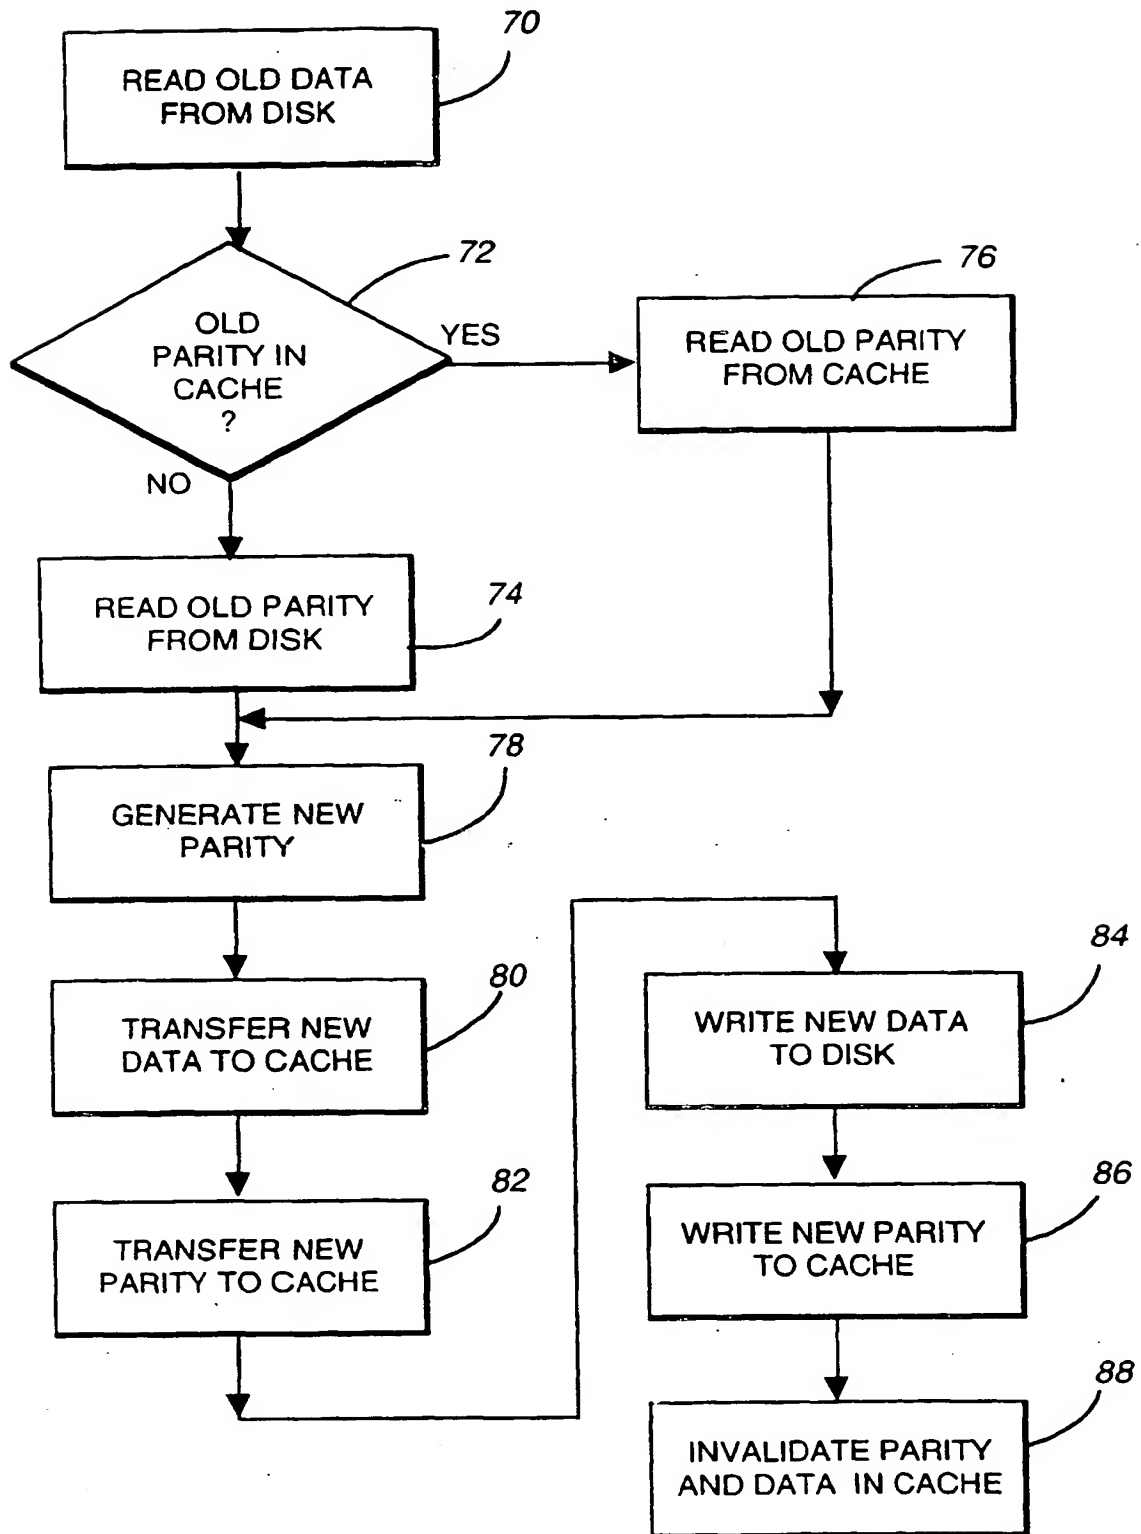 70
READ OLD DATA
FROM DISK
72
OLD
PARITY IN
CACHE
?
YES
NO
76
READ OLD PARITY
FROM CACHE
74
READ OLD PARITY
FROM DISK
78
GENERATE NEW
PARITY
80
TRANSFER NEW
DATA TO CACHE
82
TRANSFER NEW
PARITY TO CACHE
84
WRITE NEW DATA
TO DISK
86
WRITE NEW PARITY
TO CACHE
88
INVALIDATE PARITY
AND DATA IN CACHE